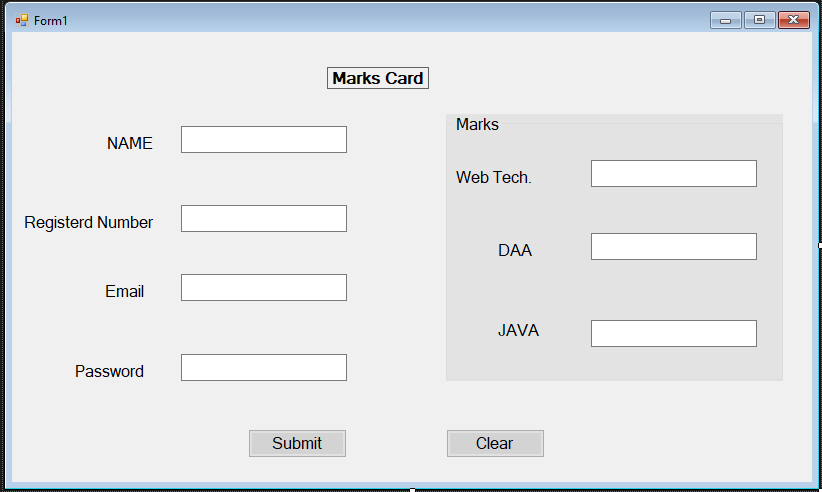 Form1
Marks Card
NAME
Registerd Number
Email
Password
Marks
Web Tech.
DAA
JAVA
Submit
Clear